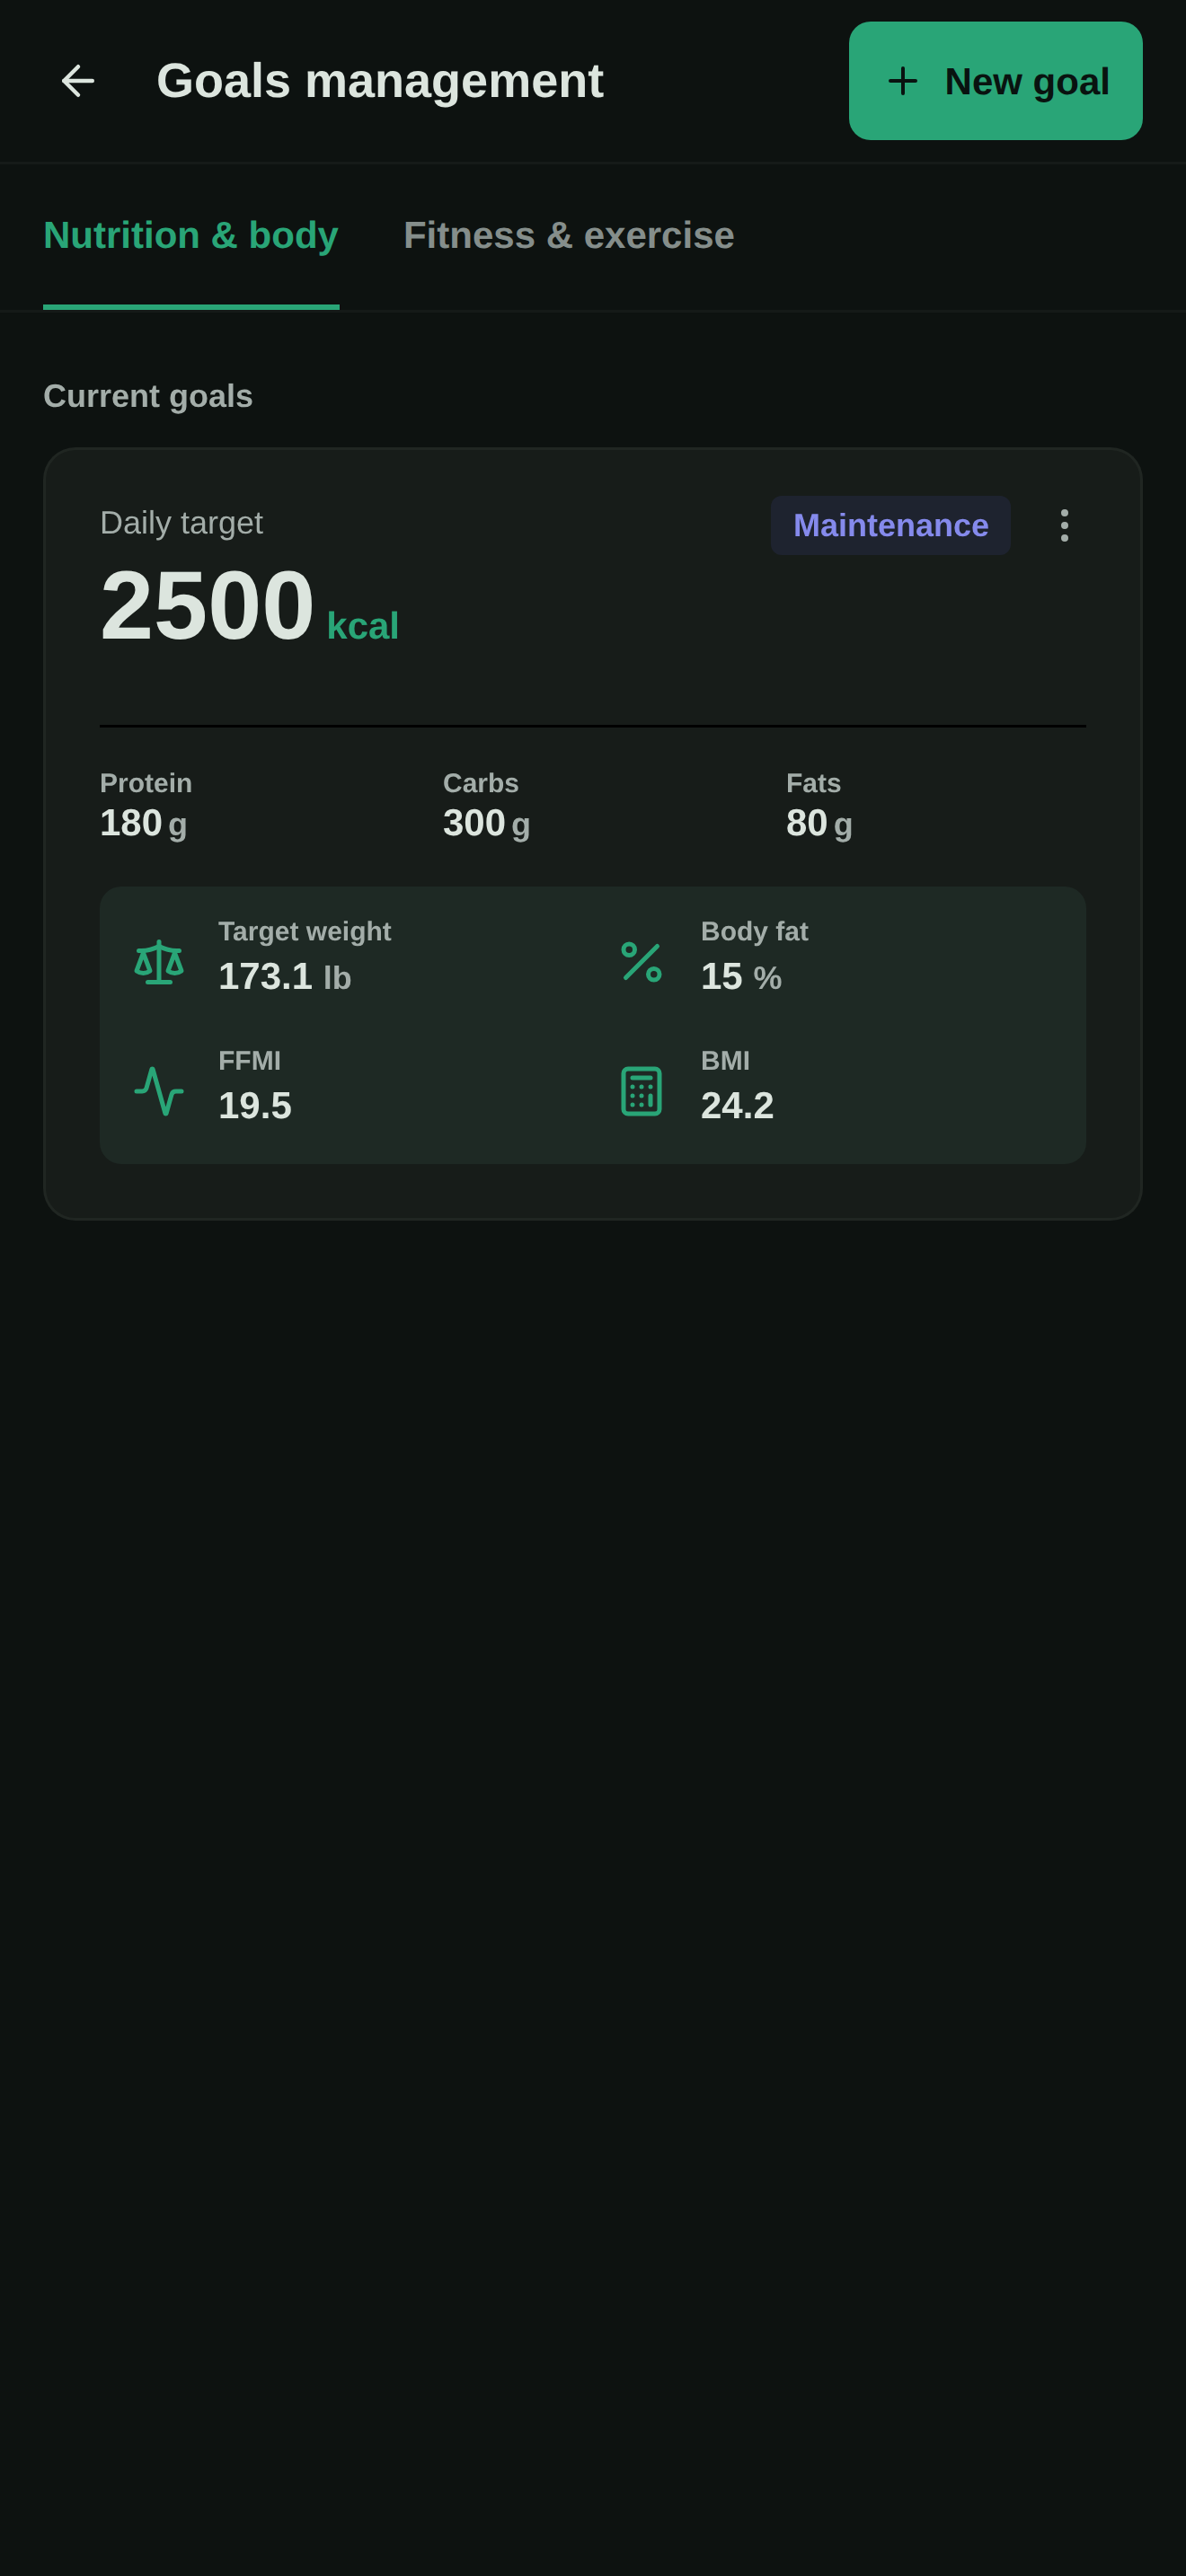 Goals management
New goal
Nutrition & body
Fitness & exercise
Current goals
Daily target
Maintenance
2500 kcal
Protein
Carbs
Fats
180 g
300 g
80 g
Target weight
Body fat
173.1 lb
15 %
FFMI
BMI
19.5
24.2